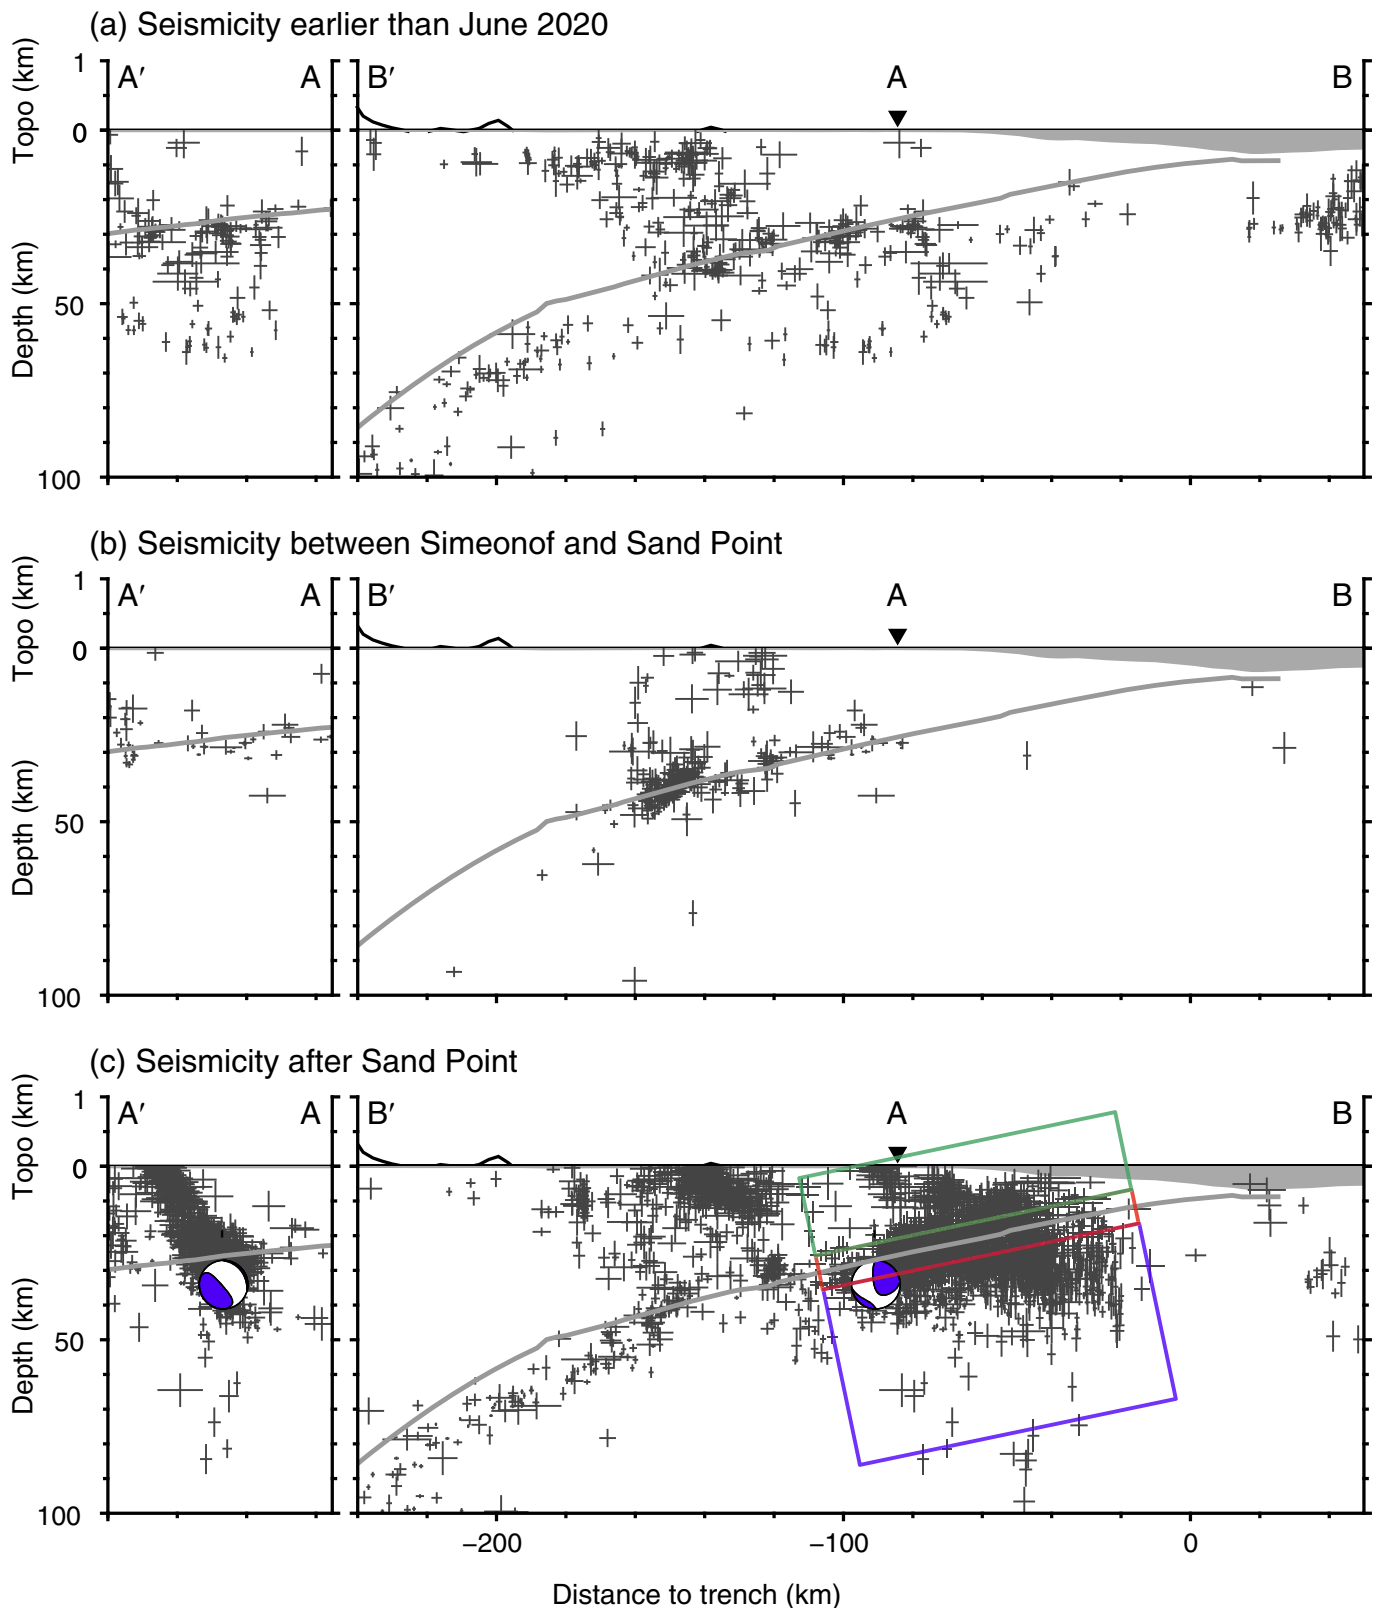 (a) Seismicity earlier than June 2020
Topo (km)
Depth (km)
1
0
50
100
A′ A
B′ A B
(b) Seismicity between Simeonof and Sand Point
Topo (km)
Depth (km)
1
0
50
100
A′ A
B′ A B
(c) Seismicity after Sand Point
Topo (km)
Depth (km)
1
0
50
100
A′ A
B′ A B
−200 −100 0
Distance to trench (km)